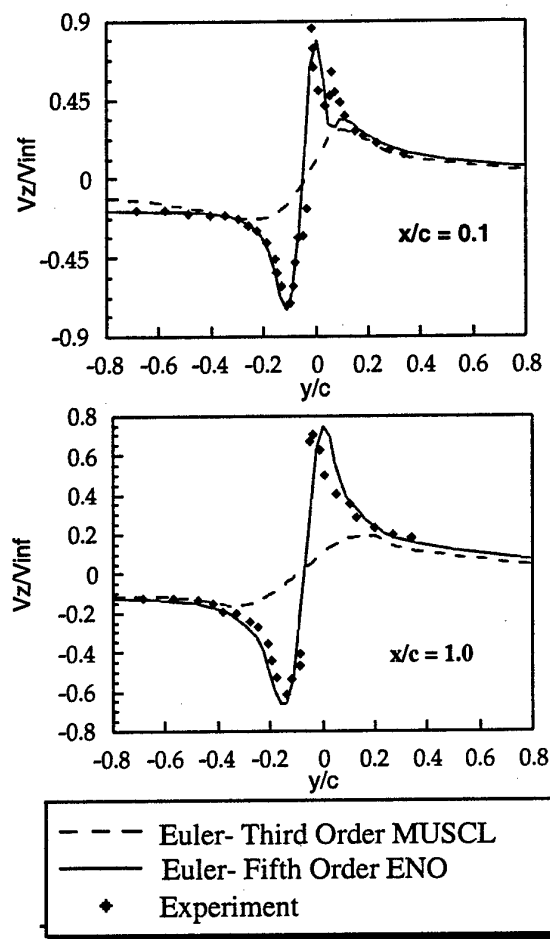 0.9
0.45
0
-0.45
-0.9
Vz/Vinf
x/c = 0.1
-0.8 -0.6 -0.4 -0.2 0 0.2 0.4 0.6 0.8
y/c
0.8
0.6
0.4
0.2
0
-0.2
-0.4
-0.6
-0.8
Vz/Vinf
x/c = 1.0
-0.8 -0.6 -0.4 -0.2 0 0.2 0.4 0.6 0.8
y/c
Euler- Third Order MUSCL
Euler- Fifth Order ENO
Experiment